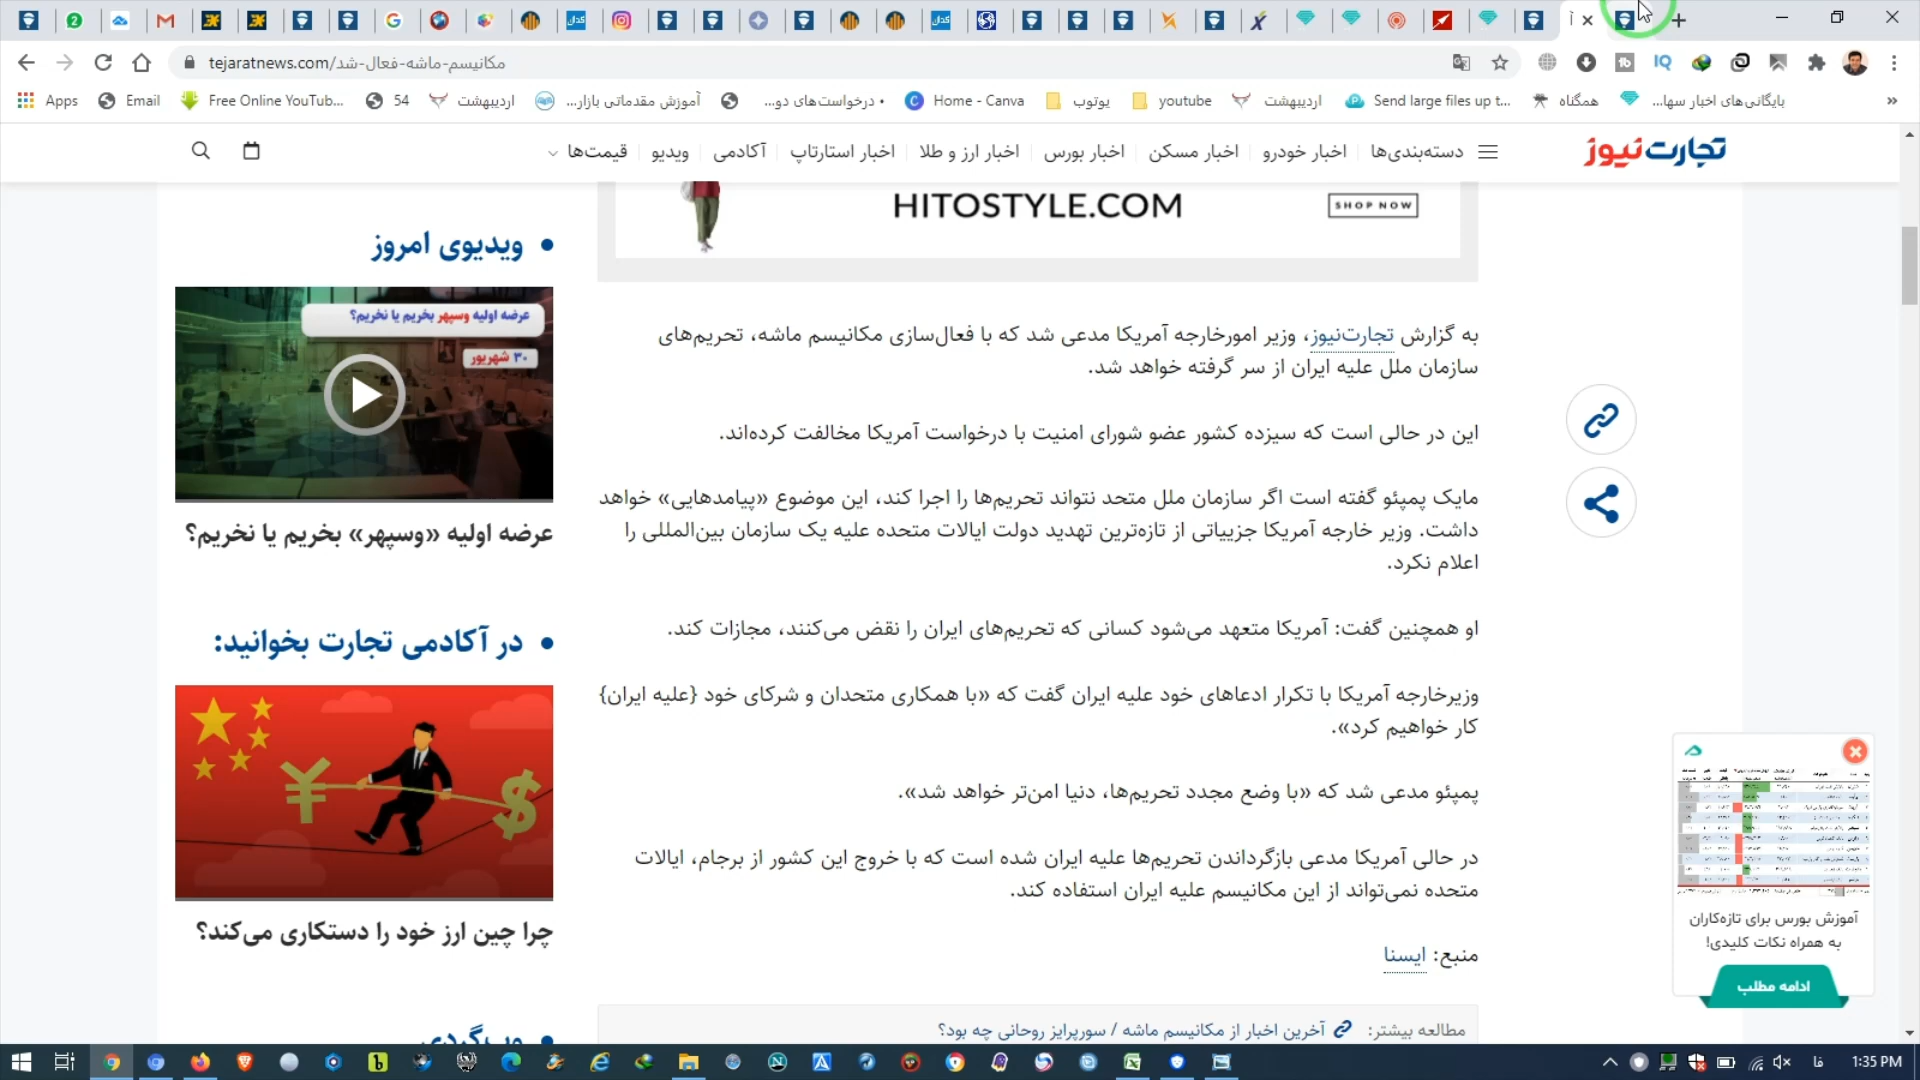 tejaratnews.com/مکانیسم-ماشه-فعال-شد
Apps
Email
Free Online YouTub...
54
اردیبهشت
آموزش مقدماتی بازار...
درخواست‌های دو...
Home - Canva
یوتوب
youtube
اردیبهشت
Send large files up t...
همگناه
بایگانی‌های اخبار سها...
»
تجارت‌نیوز
دسته‌بندی‌ها
اخبار خودرو
اخبار مسکن
اخبار بورس
اخبار ارز و طلا
اخبار استارتاپ
آکادمی
ویدیو
قیمت‌ها
HITOSTYLE.COM
SHOP NOW
به گزارش تجارت‌نیوز، وزیر امورخارجه آمریکا مدعی شد که با فعال‌سازی مکانیسم ماشه، تحریم‌های
سازمان ملل علیه ایران از سر گرفته خواهد شد.
این در حالی است که سیزده کشور عضو شورای امنیت با درخواست آمریکا مخالفت کرده‌اند.
مایک پمپئو گفته است اگر سازمان ملل متحد نتواند تحریم‌ها را اجرا کند، این موضوع «پیامدهایی» خواهد
داشت. وزیر خارجه آمریکا جزییاتی از تازه‌ترین تهدید دولت ایالات متحده علیه یک سازمان بین‌المللی را
اعلام نکرد.
او همچنین گفت: آمریکا متعهد می‌شود کسانی که تحریم‌های ایران را نقض می‌کنند، مجازات کند.
وزیرخارجه آمریکا با تکرار ادعاهای خود علیه ایران گفت که «با همکاری متحدان و شرکای خود {علیه ایران}
کار خواهیم کرد».
پمپئو مدعی شد که «با وضع مجدد تحریم‌ها، دنیا امن‌تر خواهد شد».
در حالی آمریکا مدعی بازگرداندن تحریم‌ها علیه ایران شده است که با خروج این کشور از برجام، ایالات
متحده نمی‌تواند از این مکانیسم علیه ایران استفاده کند.
منبع: ایسنا
مطالعه بیشتر: آخرین اخبار از مکانیسم ماشه / سورپرایز روحانی چه بود؟
ویدیوی امروز
عرضه اولیه وسپهر بخریم یا نخریم؟
۳۰ شهریور
عرضه اولیه «وسپهر» بخریم یا نخریم؟
در آکادمی تجارت بخوانید:
چرا چین ارز خود را دستکاری می‌کند؟
وب‌گردی
آموزش بورس برای تازه‌کاران
به همراه نکات کلیدی!
ادامه مطلب
فا
1:35 PM